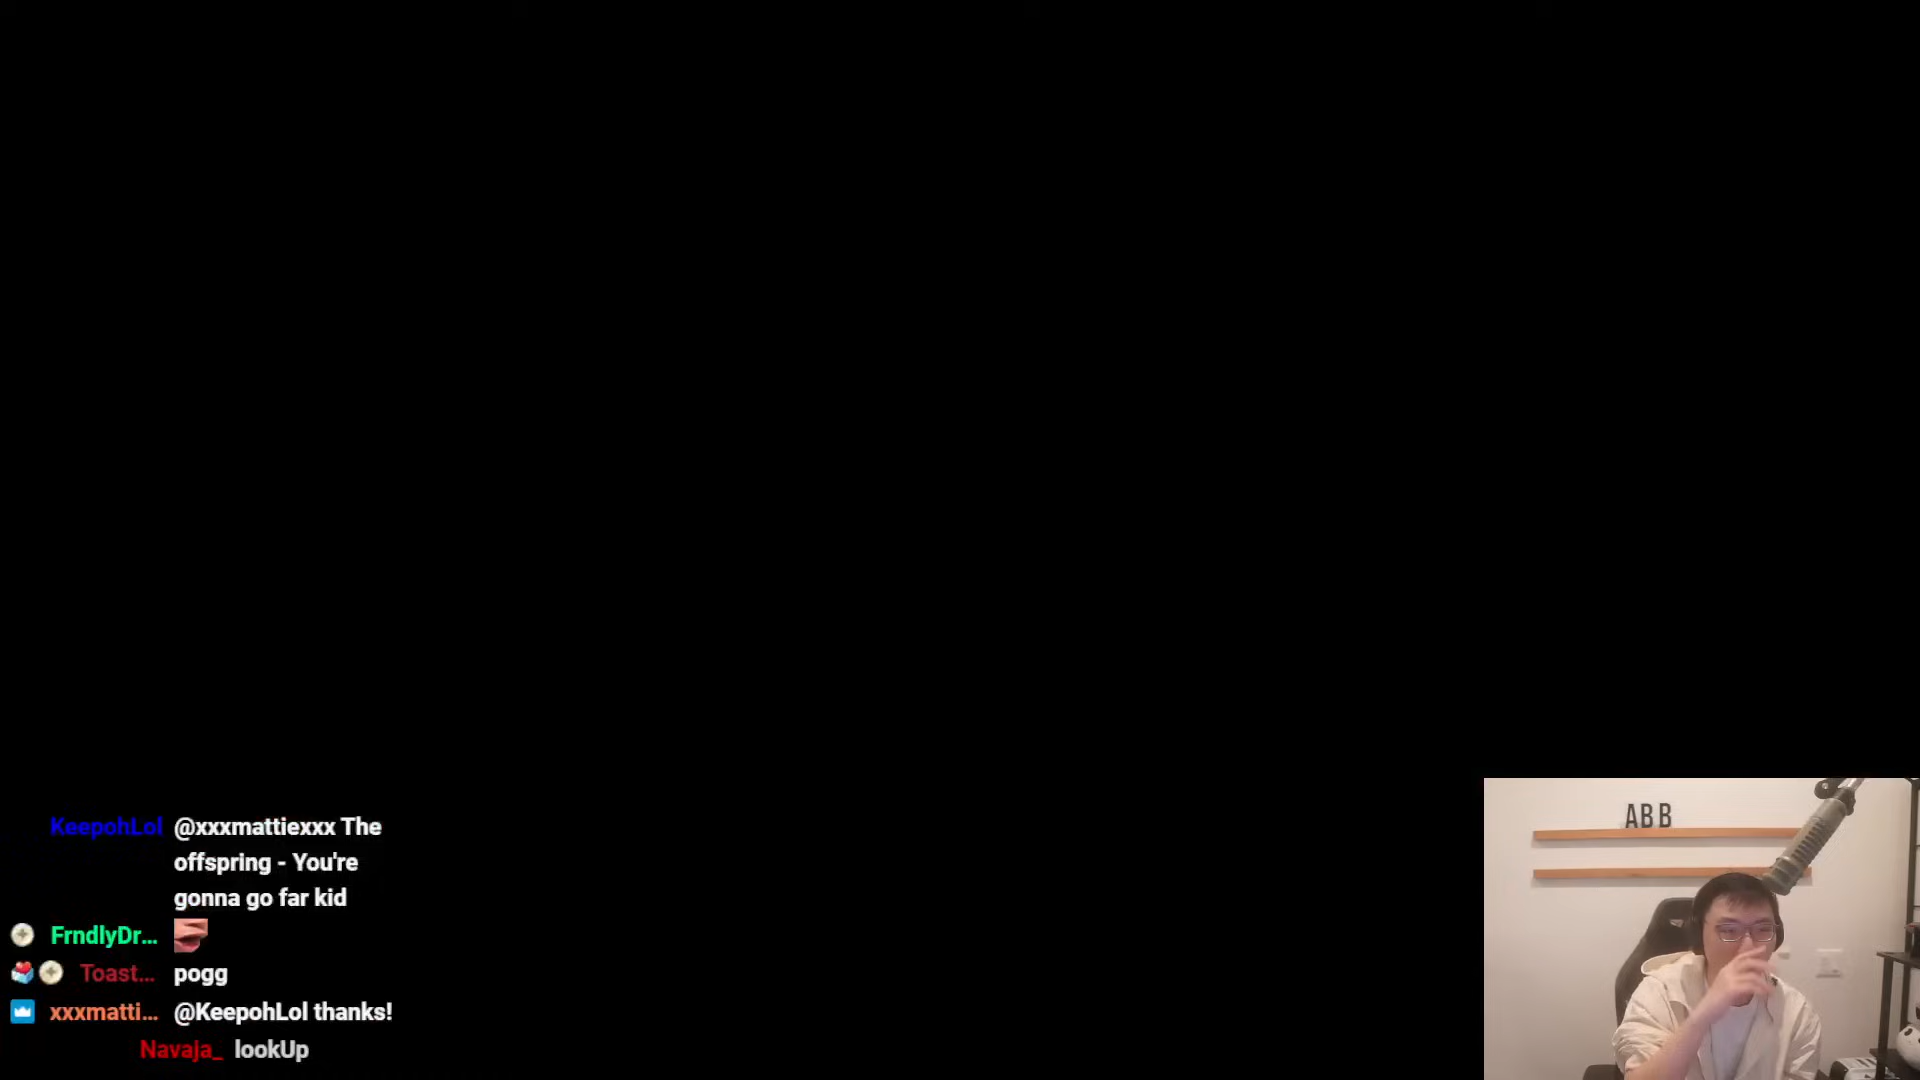 KeepohLol @xxxmattiexxx The
offspring - You're
gonna go far kid
FrndlyDr...
Toast... pogg
xxxmatti... @KeepohLol thanks!
Navaja_ lookUp
ABB